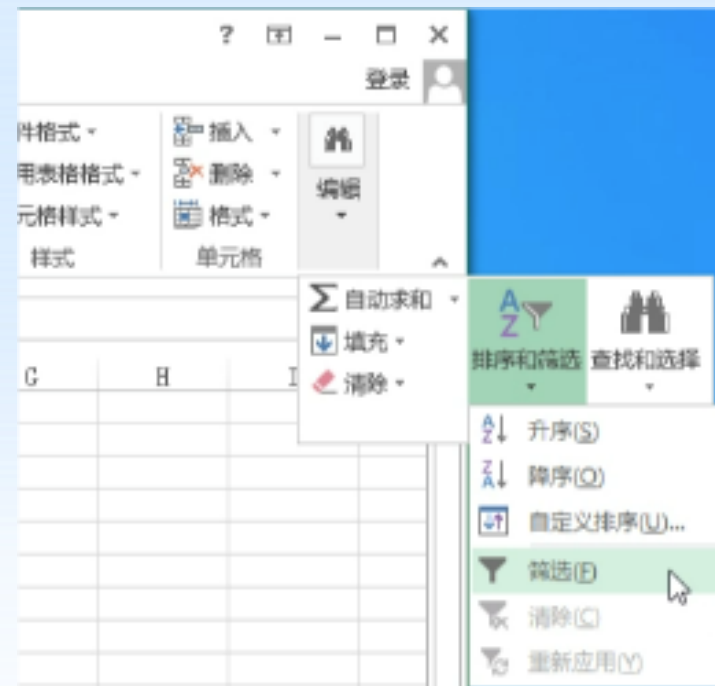 ?
登录
件格式
插入
用表格格式
删除
编辑
元格样式
格式
样式
单元格
Σ 自动求和
填充
清除
排序和筛选
查找和选择
G H I
升序(S)
降序(O)
自定义排序(U)...
筛选(F)
清除(C)
重新应用(Y)